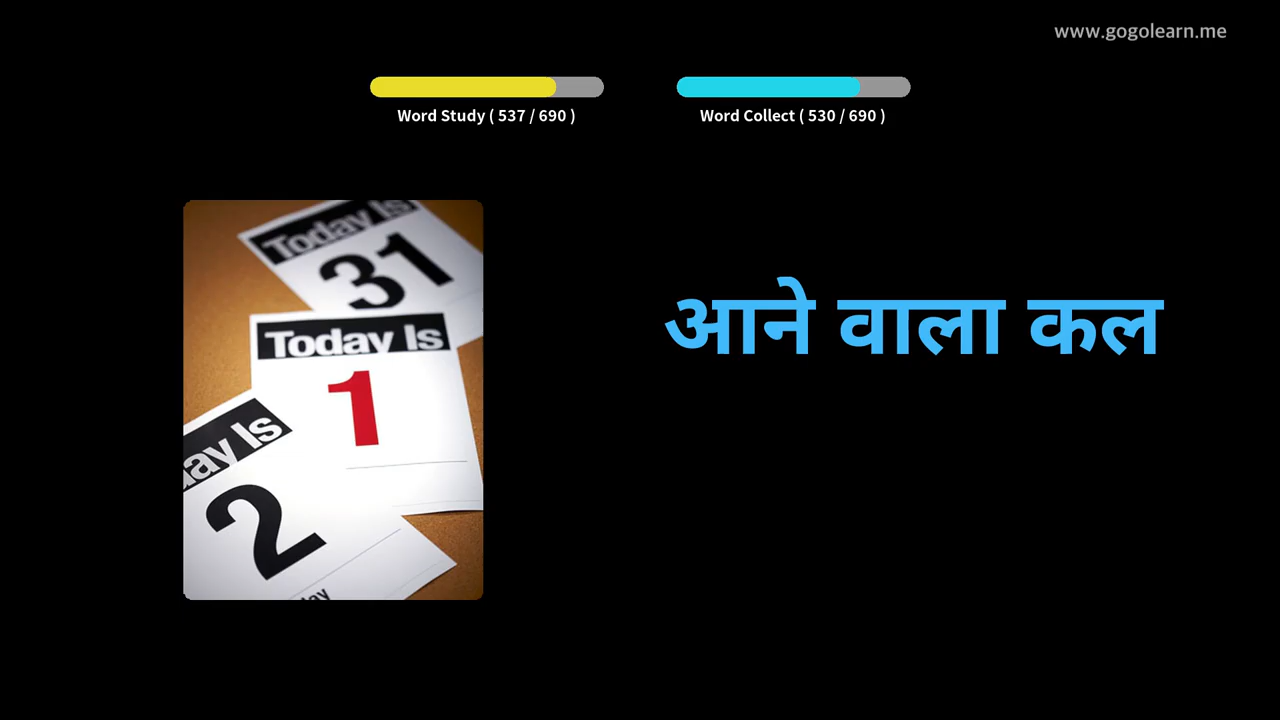 www.gogolearn.me
Word Study ( 537 / 690 )
Word Collect ( 530 / 690 )
Today Is
31
Today Is
1
ay Is
2
ay
आने वाला कल